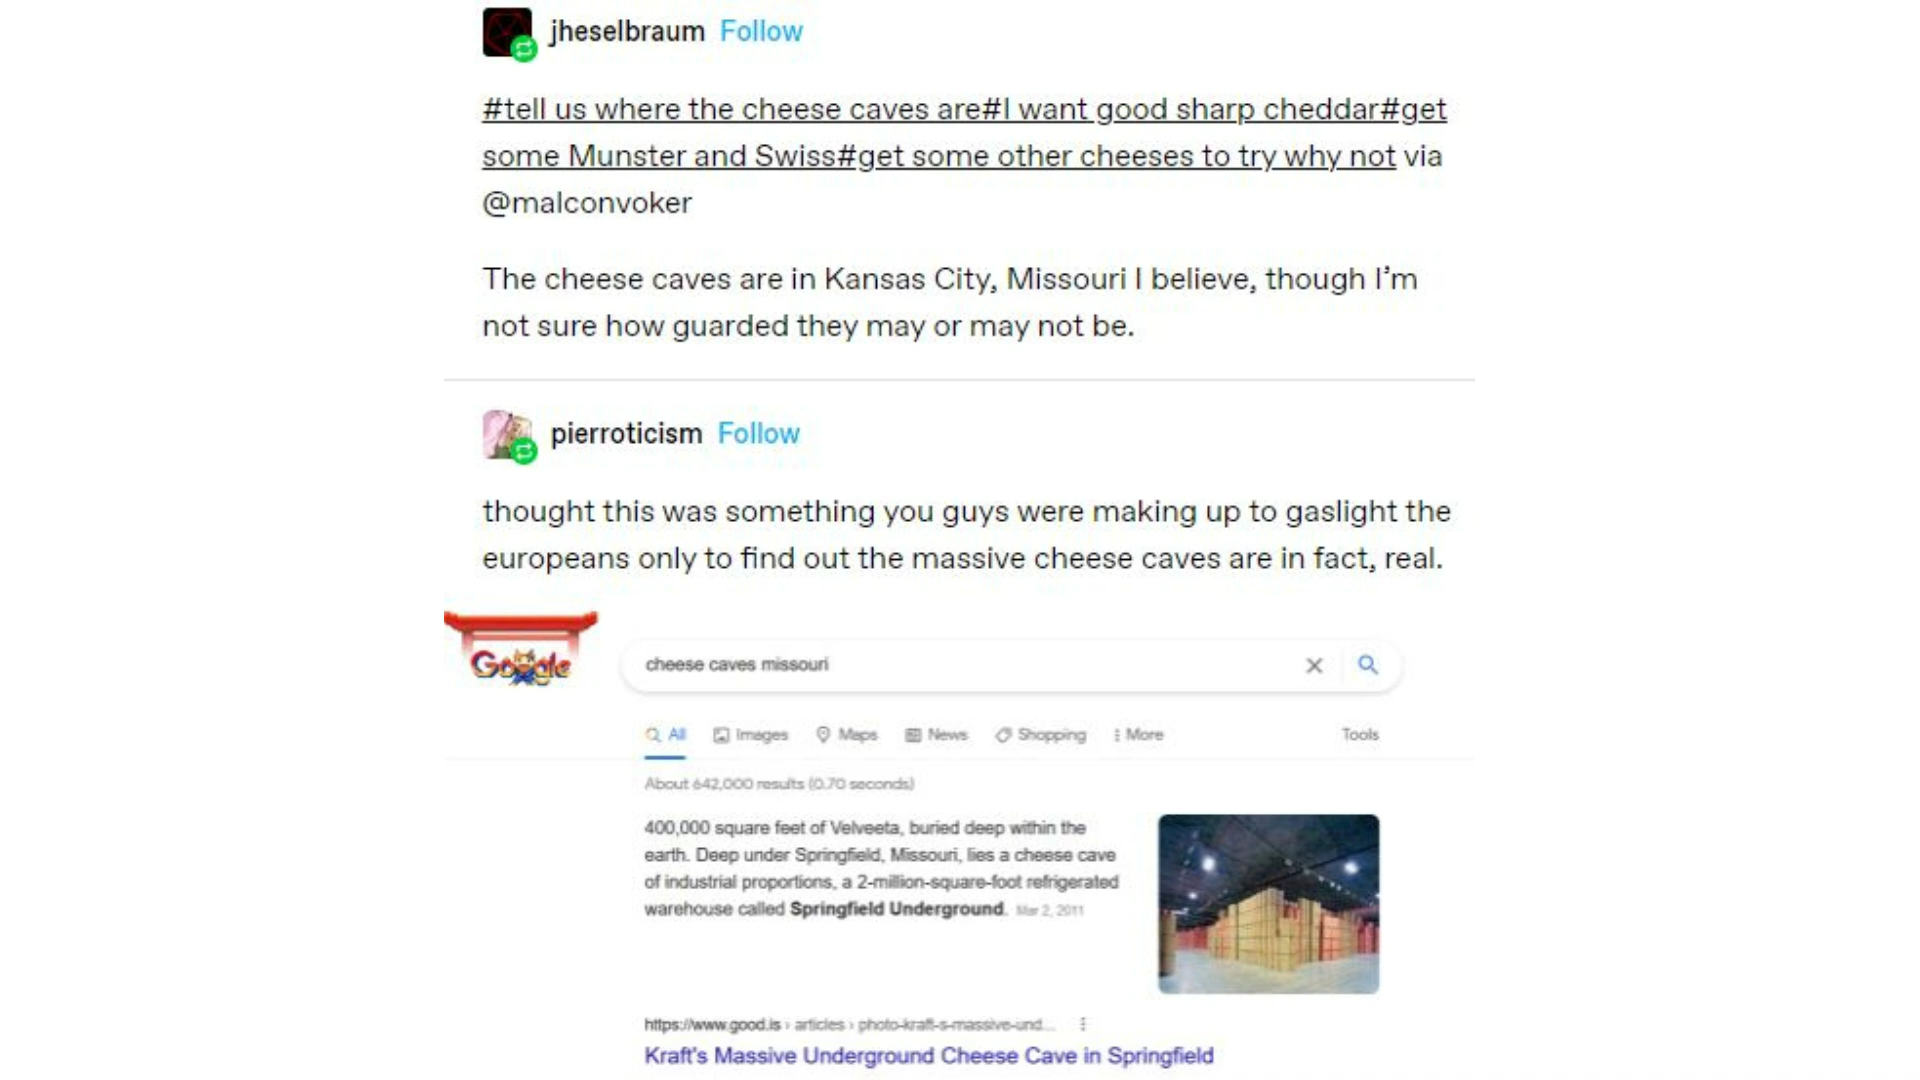 jheselbraum Follow
#tell us where the cheese caves are#I want good sharp cheddar#get
some Munster and Swiss#get some other cheeses to try why not via
@malconvoker
The cheese caves are in Kansas City, Missouri I believe, though I’m
not sure how guarded they may or may not be.
pierroticism Follow
thought this was something you guys were making up to gaslight the
europeans only to find out the massive cheese caves are in fact, real.
Google
cheese caves missouri
All Images Maps News Shopping More Tools
About 642,000 results (0.70 seconds)
400,000 square feet of Velveeta, buried deep within the
earth. Deep under Springfield, Missouri, lies a cheese cave
of industrial proportions, a 2-million-square-foot refrigerated
warehouse called Springfield Underground. Mar 2, 2011
https://www.good.is › articles › photo-kraft-s-massive-und...
Kraft's Massive Underground Cheese Cave in Springfield